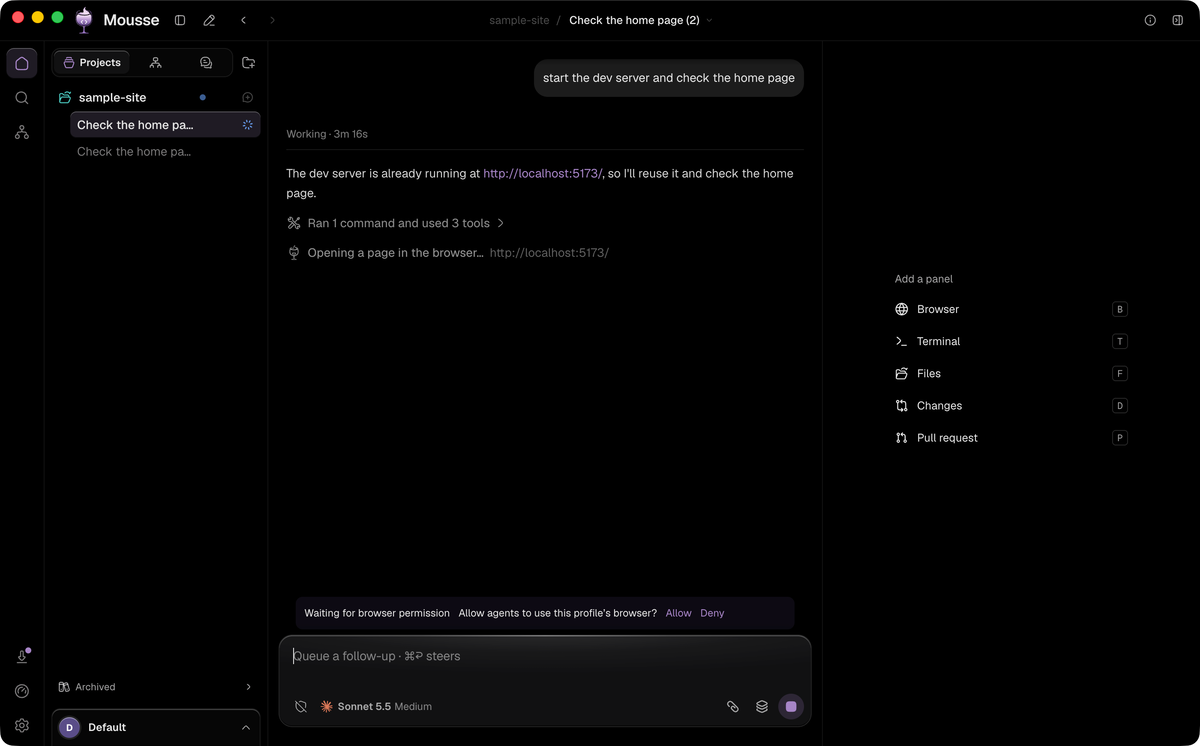 Mousse
sample-site / Check the home page (2)
Projects
sample-site
Check the home pa...
Check the home pa...
start the dev server and check the home page
Working · 3m 16s
The dev server is already running at http://localhost:5173/, so I'll reuse it and check the home
page.
Ran 1 command and used 3 tools
Opening a page in the browser... http://localhost:5173/
Add a panel
Browser B
Terminal T
Files F
Changes D
Pull request P
Waiting for browser permission Allow agents to use this profile's browser? Allow Deny
Queue a follow-up · ⌘↩ steers
Sonnet 5.5 Medium
Archived
D Default